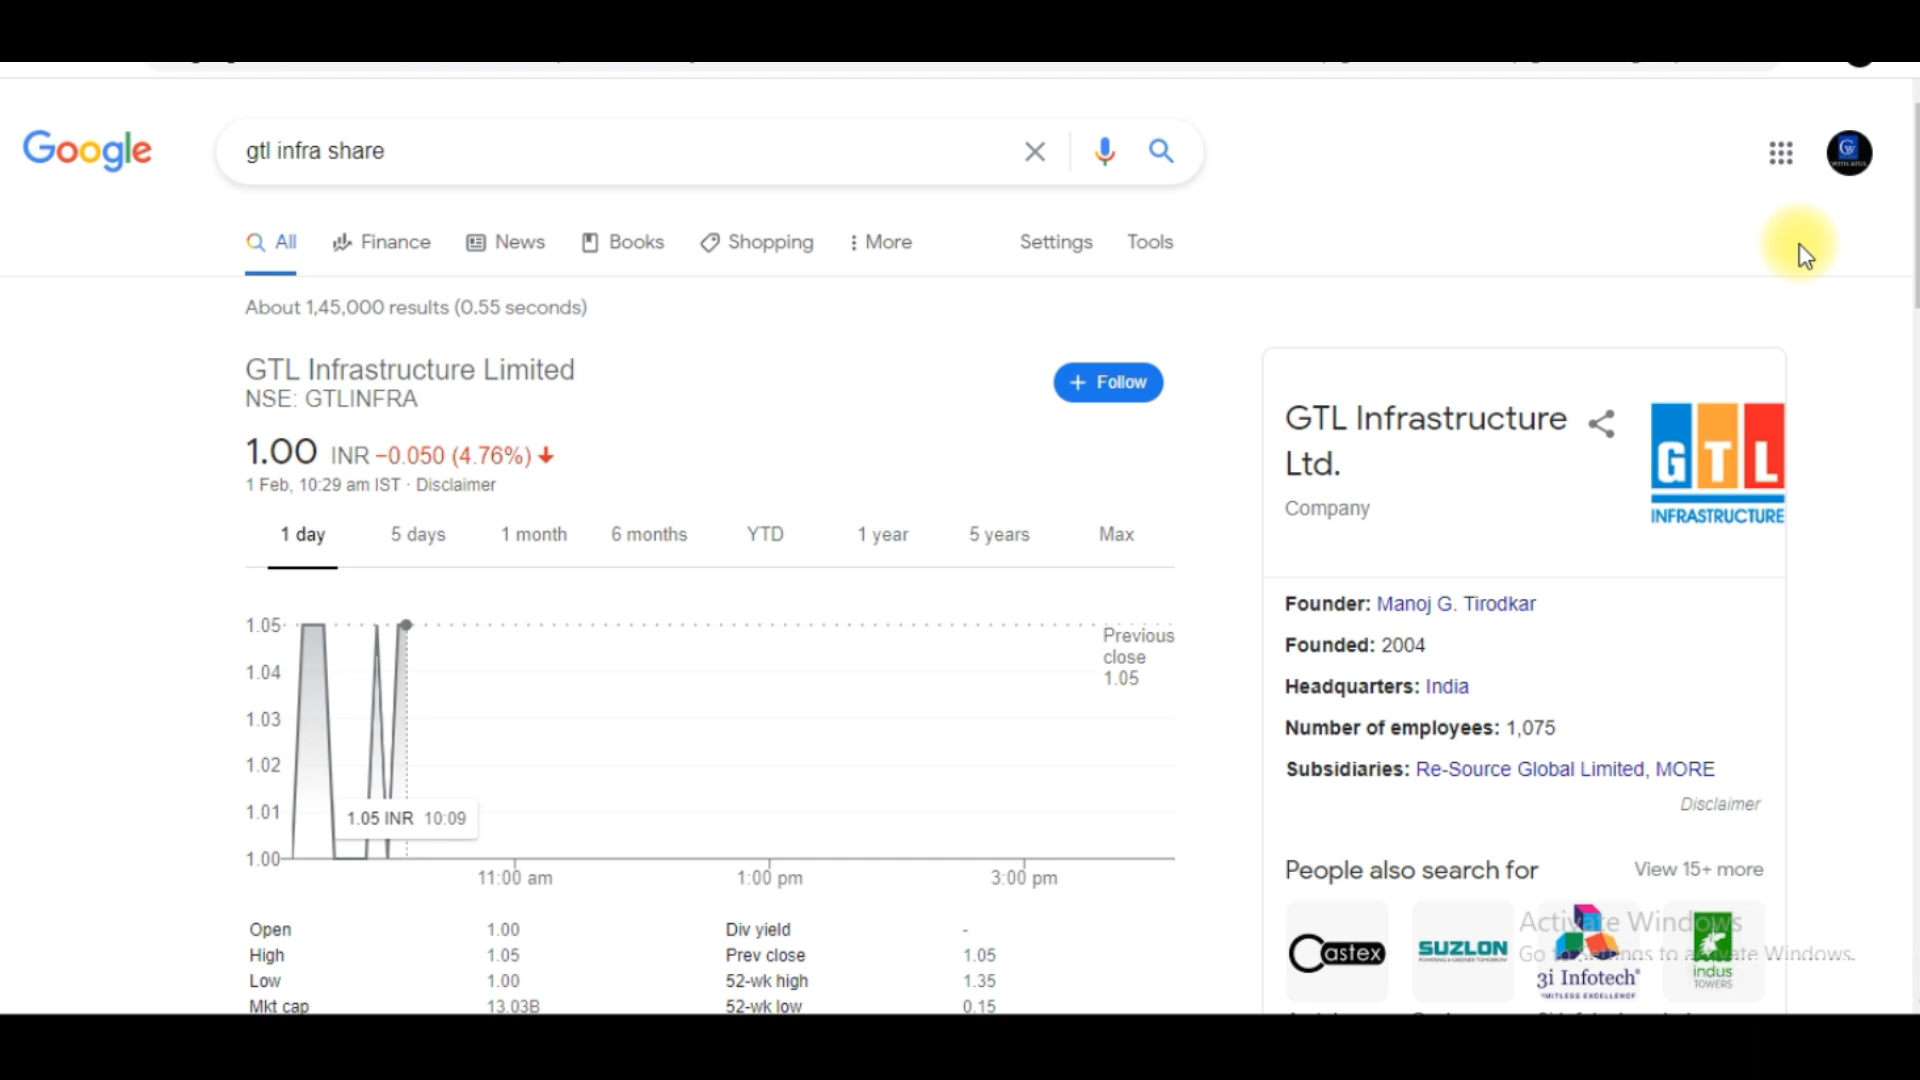 Google
gtl infra share
All
Finance
News
Books
Shopping
More
Settings
Tools
About 1,45,000 results (0.55 seconds)
GTL Infrastructure Limited
NSE: GTLINFRA
+ Follow
1.00 INR −0.050 (4.76%)
1 Feb, 10:29 am IST · Disclaimer
1 day
5 days
1 month
6 months
YTD
1 year
5 years
Max
1.05
1.04
1.03
1.02
1.01
1.00
Previous
close
1.05
1.05 INR 10:09
11:00 am
1:00 pm
3:00 pm
Open 1.00 Div yield -
High 1.05 Prev close 1.05
Low 1.00 52-wk high 1.35
Mkt cap 13.03B 52-wk low 0.15
GTL Infrastructure
Ltd.
Company
GTL
INFRASTRUCTURE
Founder: Manoj G. Tirodkar
Founded: 2004
Headquarters: India
Number of employees: 1,075
Subsidiaries: Re-Source Global Limited, MORE
Disclaimer
People also search for
View 15+ more
Castex
SUZLON
3i Infotech
LIMITLESS EXCELLENCE
indus
TOWERS
Activate Windows
Go to Settings to activate Windows.